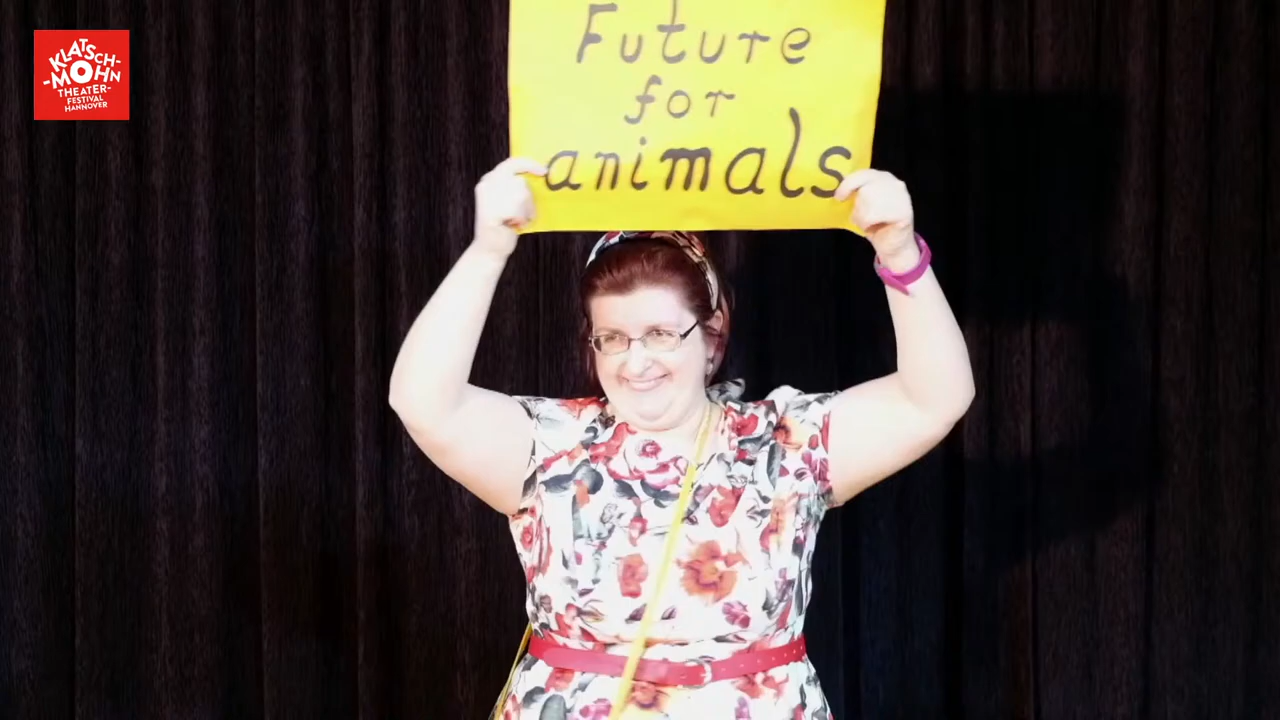 KLATSCH-
-MOHN
THEATER-
FESTIVAL
HANNOVER
Future
for
animals